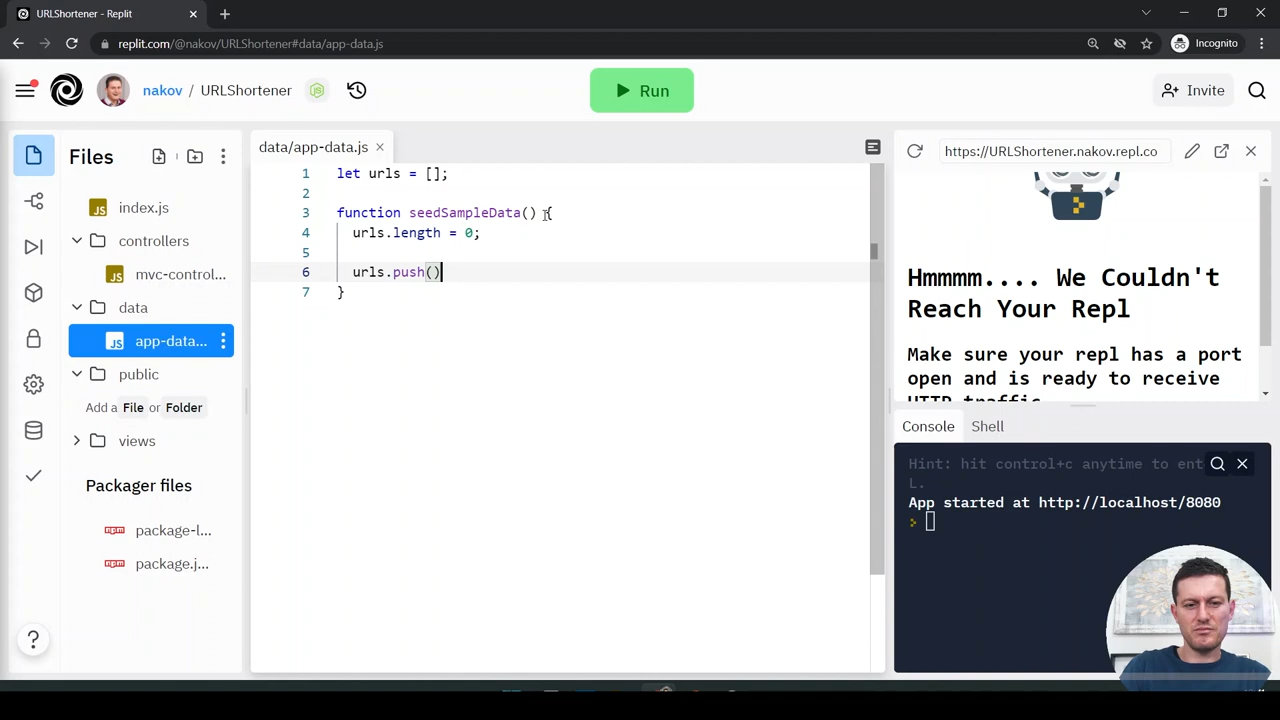 URLShortener - Replit
replit.com/@nakov/URLShortener#data/app-data.js
Incognito
nakov / URLShortener
Run
Invite
Files
index.js
controllers
mvc-control...
data
app-data...
public
Add a File or Folder
views
Packager files
package-l...
package.j...
data/app-data.js
1 let urls = [];
2
3 function seedSampleData() {
4 urls.length = 0;
5
6 urls.push()
7 }
https://URLShortener.nakov.repl.co
Hmmmm.... We Couldn't
Reach Your Repl
Make sure your repl has a port
open and is ready to receive
HTTP traffic
Console
Shell
Hint: hit control+c anytime to ent
L.
App started at http://localhost/8080